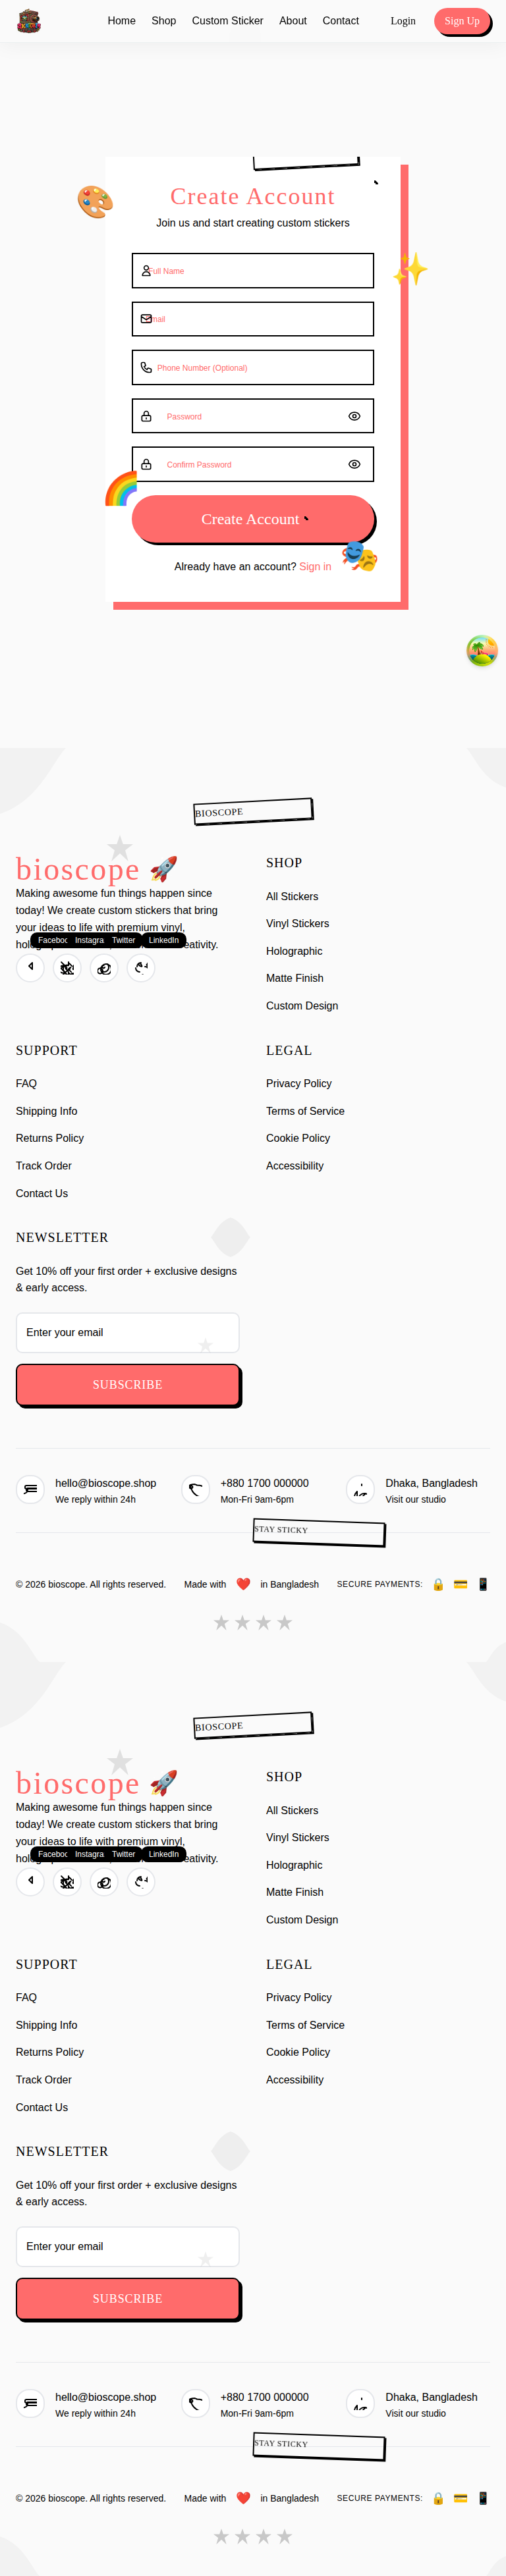 Home Shop Custom Sticker About Contact Login Sign Up
Create Account
Join us and start creating custom stickers
Full Name
Email
Phone Number (Optional)
Password
Confirm Password
Create Account
Already have an account? Sign in
BIOSCOPE
bioscope
Making awesome fun things happen since
today! We create custom stickers that bring
your ideas to life with premium vinyl,
Facebook Instagra Twitter LinkedIn
SHOP
All Stickers
Vinyl Stickers
Holographic
Matte Finish
Custom Design
SUPPORT
FAQ
Shipping Info
Returns Policy
Track Order
Contact Us
LEGAL
Privacy Policy
Terms of Service
Cookie Policy
Accessibility
NEWSLETTER
Get 10% off your first order + exclusive designs
& early access.
Enter your email
SUBSCRIBE
hello@bioscope.shop
We reply within 24h
+880 1700 000000
Mon-Fri 9am-6pm
Dhaka, Bangladesh
Visit our studio
STAY STICKY
© 2026 bioscope. All rights reserved. Made with ❤️ in Bangladesh SECURE PAYMENTS:
BIOSCOPE
bioscope
Making awesome fun things happen since
today! We create custom stickers that bring
your ideas to life with premium vinyl,
Facebook Instagra Twitter LinkedIn
SHOP
All Stickers
Vinyl Stickers
Holographic
Matte Finish
Custom Design
SUPPORT
FAQ
Shipping Info
Returns Policy
Track Order
Contact Us
LEGAL
Privacy Policy
Terms of Service
Cookie Policy
Accessibility
NEWSLETTER
Get 10% off your first order + exclusive designs
& early access.
Enter your email
SUBSCRIBE
hello@bioscope.shop
We reply within 24h
+880 1700 000000
Mon-Fri 9am-6pm
Dhaka, Bangladesh
Visit our studio
STAY STICKY
© 2026 bioscope. All rights reserved. Made with ❤️ in Bangladesh SECURE PAYMENTS: